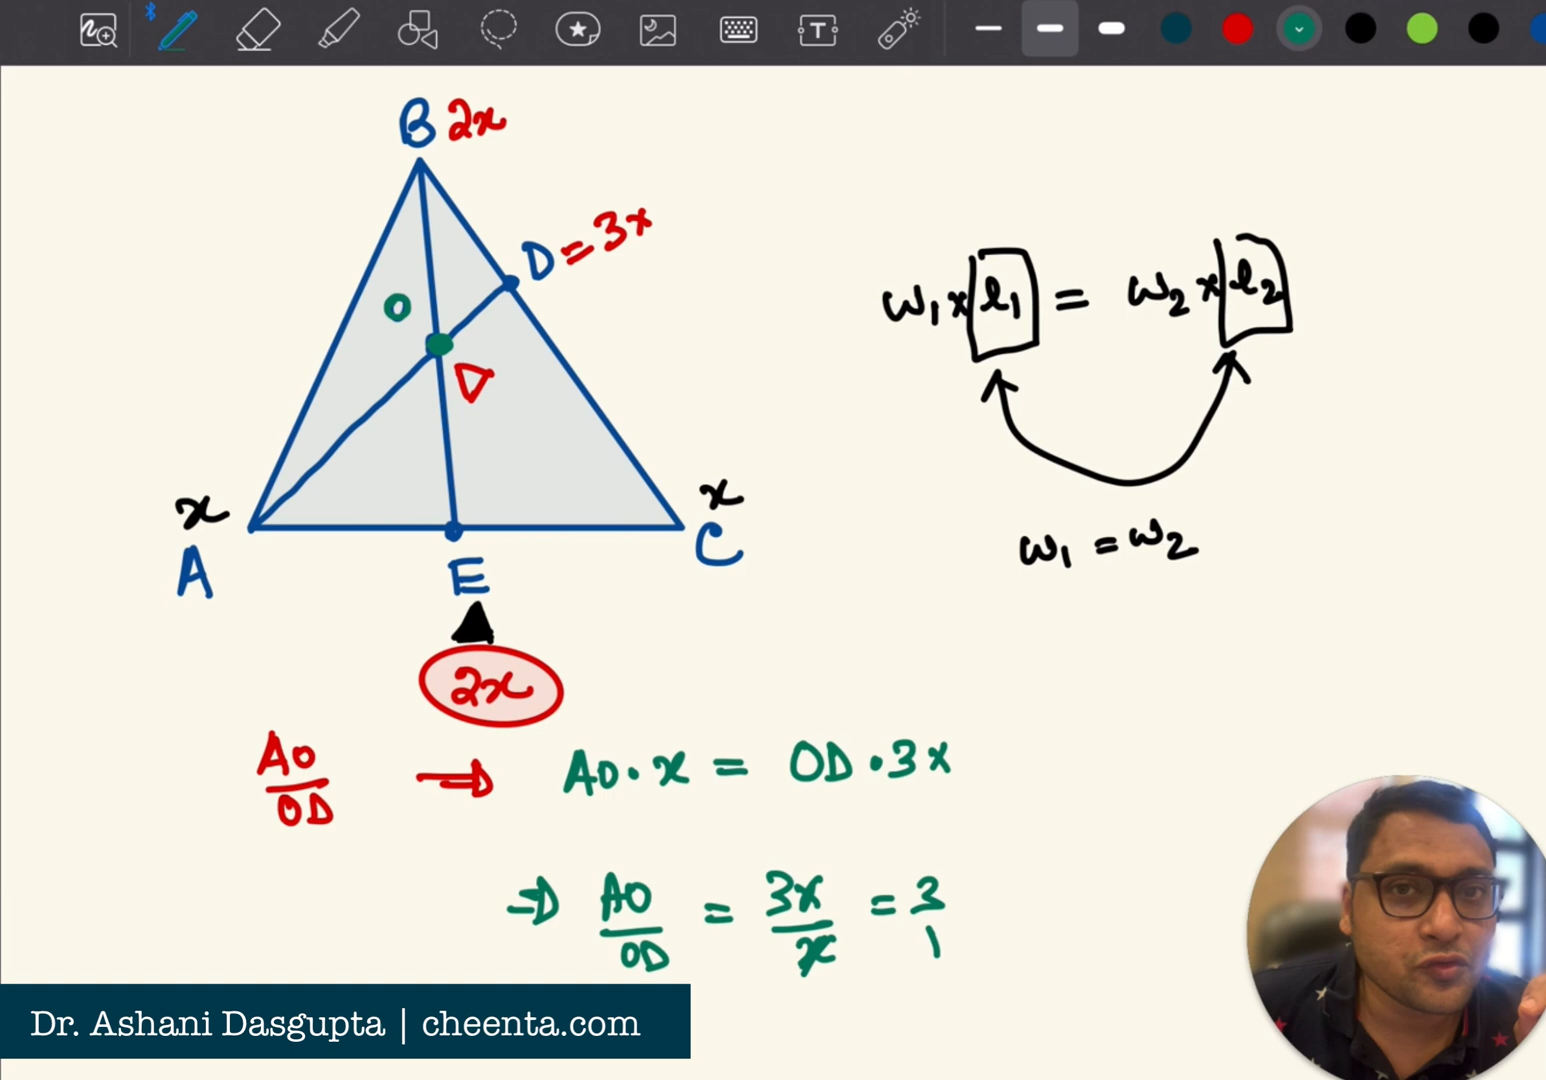 B 2x
D = 3x
O
w₁ × l₁ = w₂ × l₂
x
x
A
C
E
w₁ = w₂
2x
AO/OD ⇒ AO · x = OD · 3x
⇒ AO/OD = 3x/x = 3/1
Dr. Ashani Dasgupta | cheenta.com